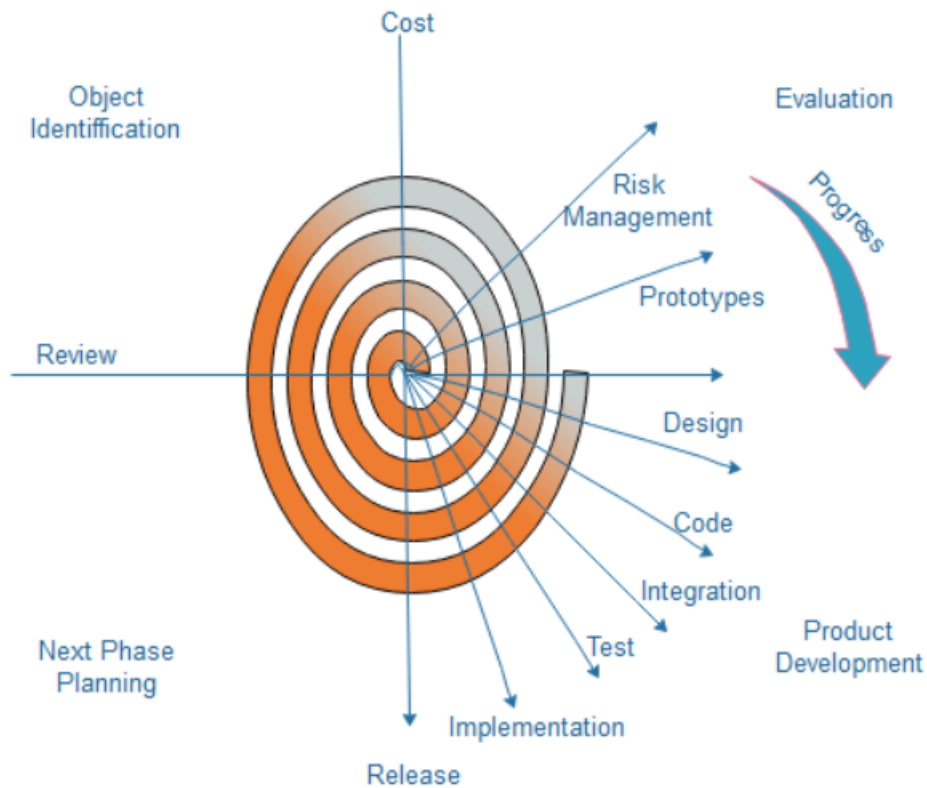 Cost
Object
Identiffication
Evaluation
Risk
Management
Progress
Prototypes
Review
Design
Code
Integration
Product
Development
Test
Next Phase
Planning
Implementation
Release